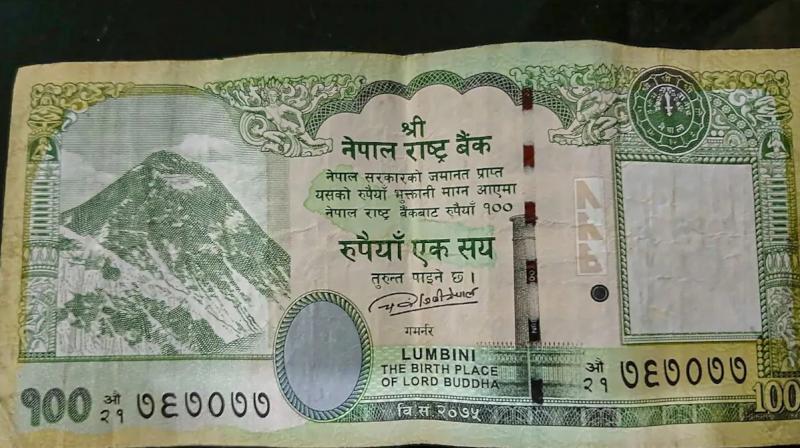 श्री
नेपाल राष्ट्र बैंक
नेपाल सरकारको जमानत प्राप्त
यसको रुपैयाँ भुक्तानी माग्न आएमा
नेपाल राष्ट्र बैंकबाट रुपैयाँ १००
रुपैयाँ एक सय
तुरुन्त पाइने छ।
गभर्नर
LUMBINI
THE BIRTH PLACE
OF LORD BUDDHA
वि सं २०७५
१००
औ
२१ ७६७०७७
औ
२१ ७६७०७७
100